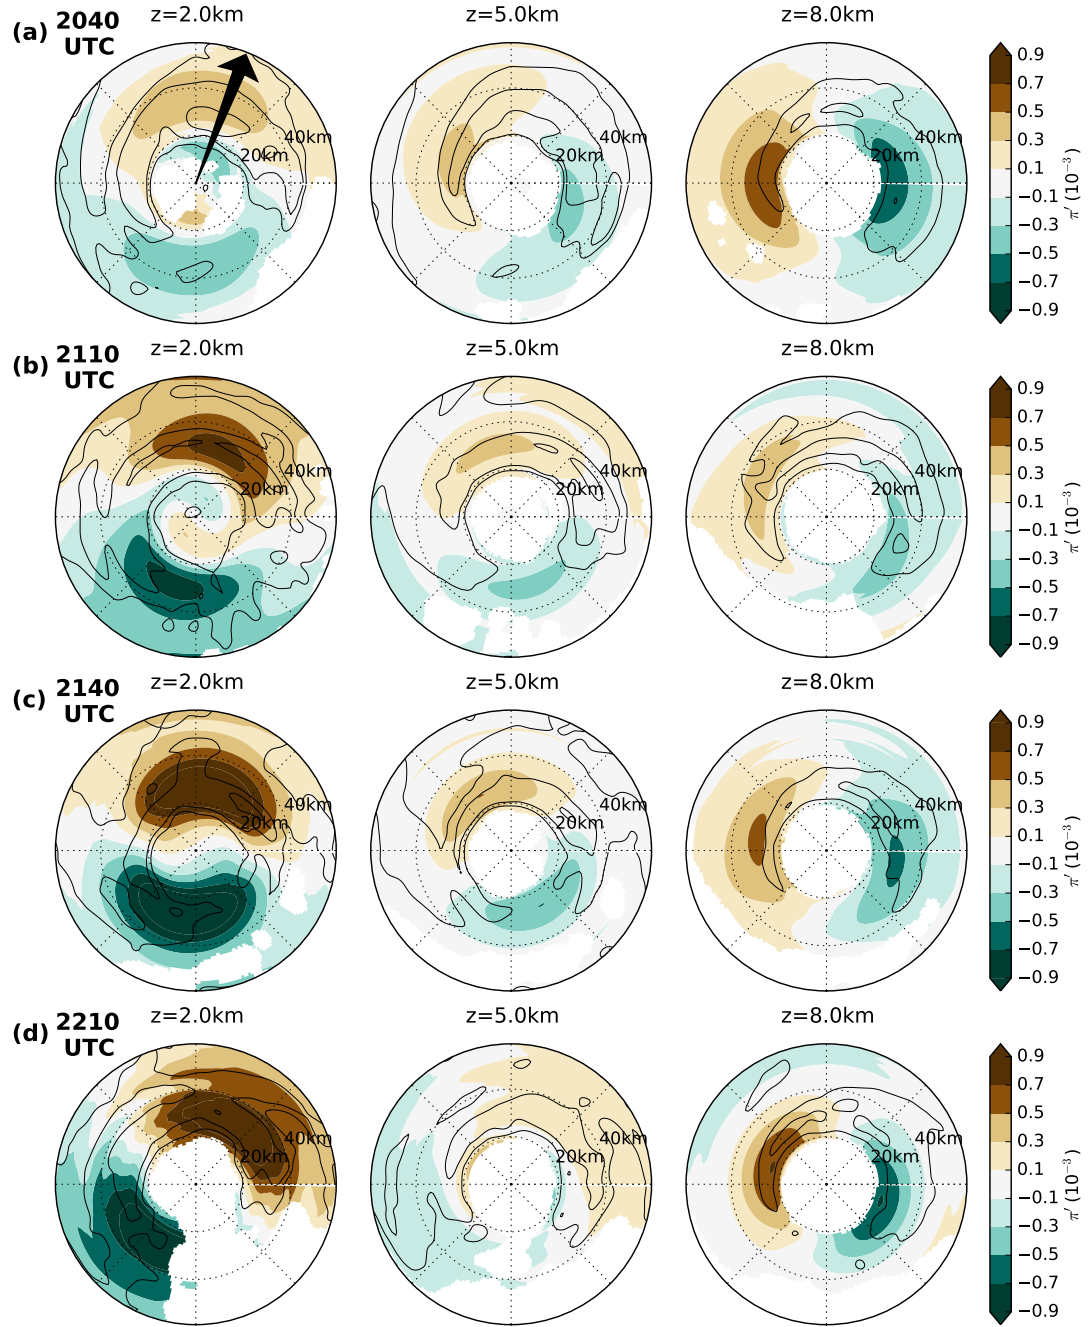 (a) 2040 UTC
z=2.0km
z=5.0km
z=8.0km
20km
40km
20km
40km
20km
40km
0.9
0.7
0.5
0.3
0.1
−0.1
−0.3
−0.5
−0.7
−0.9
π′ (10⁻³)
(b) 2110 UTC
z=2.0km
z=5.0km
z=8.0km
20km
40km
20km
40km
20km
40km
0.9
0.7
0.5
0.3
0.1
−0.1
−0.3
−0.5
−0.7
−0.9
π′ (10⁻³)
(c) 2140 UTC
z=2.0km
z=5.0km
z=8.0km
20km
40km
20km
40km
20km
40km
0.9
0.7
0.5
0.3
0.1
−0.1
−0.3
−0.5
−0.7
−0.9
π′ (10⁻³)
(d) 2210 UTC
z=2.0km
z=5.0km
z=8.0km
20km
40km
20km
40km
20km
40km
0.9
0.7
0.5
0.3
0.1
−0.1
−0.3
−0.5
−0.7
−0.9
π′ (10⁻³)